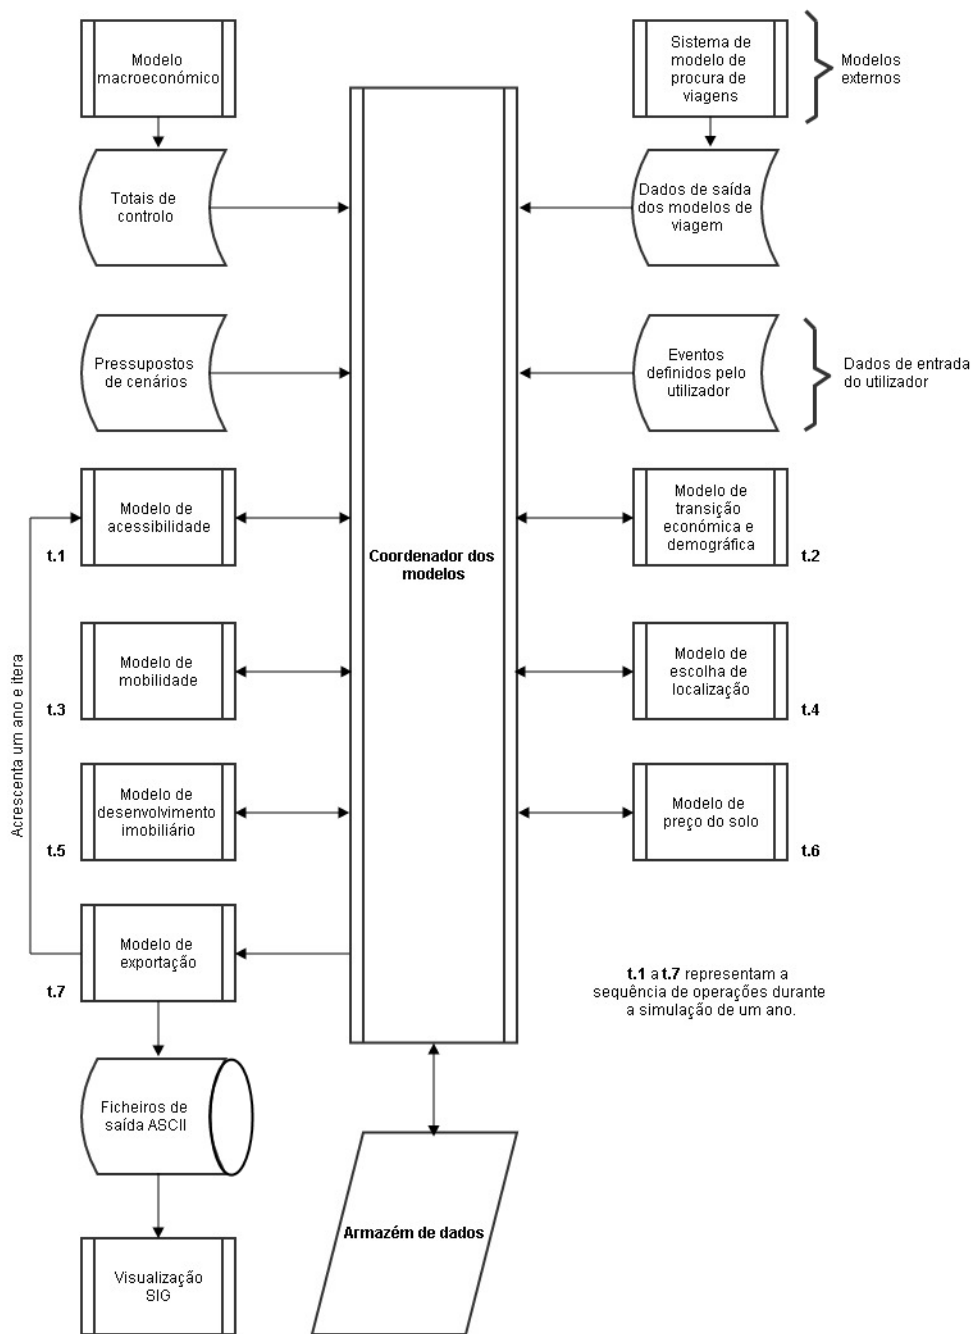 Modelo
macroeconómico
Sistema de
modelo de
procura de
viagens
Modelos
externos
Totais de
controlo
Dados de saída
dos modelos de
viagem
Pressupostos
de cenários
Eventos
definidos pelo
utilizador
Dados de entrada
do utilizador
Modelo de
acessibilidade
t.1
Coordenador dos
modelos
Modelo de
transição
económica e
demográfica
t.2
Acrescenta um ano e itera
Modelo de
mobilidade
t.3
Modelo de
escolha de
localização
t.4
Modelo de
desenvolvimento
imobiliário
t.5
Modelo de
preço do solo
t.6
Modelo de
exportação
t.7
t.1 a t.7 representam a
sequência de operações durante
a simulação de um ano.
Ficheiros de
saída ASCII
Armazém de dados
Visualização
SIG